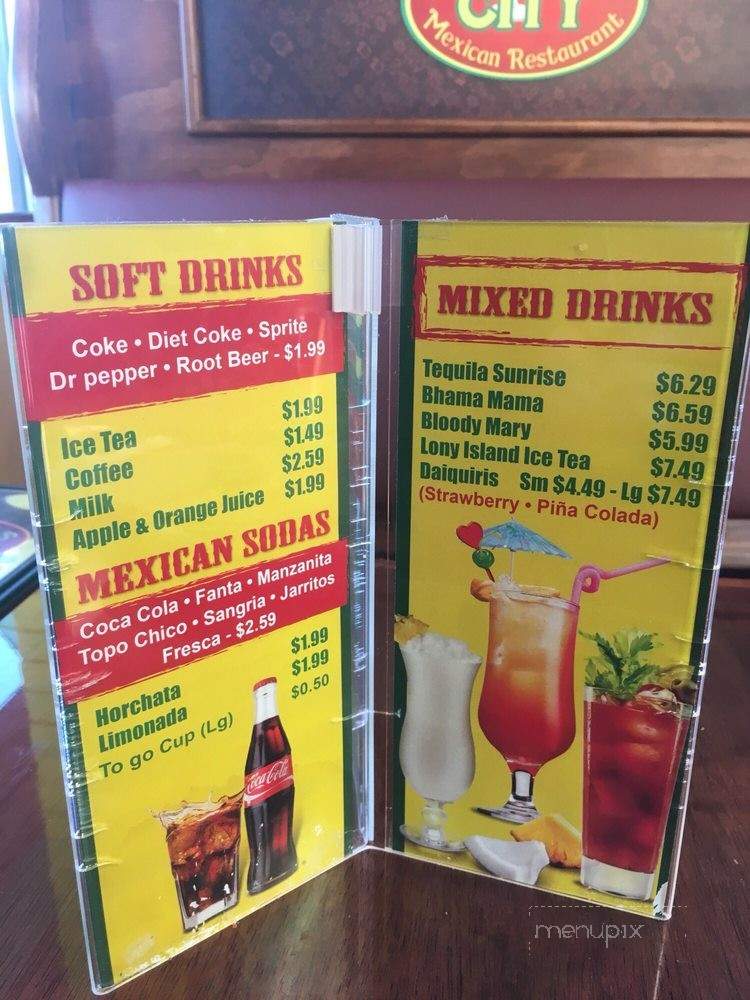 CITY
Mexican Restaurant
SOFT DRINKS
Coke • Diet Coke • Sprite
Dr pepper • Root Beer - $1.99
Ice Tea $1.99
Coffee $1.49
Milk $2.59
Apple & Orange Juice $1.99
MEXICAN SODAS
Coca Cola • Fanta • Manzanita
Topo Chico • Sangria • Jarritos
Fresca - $2.59
Horchata $1.99
Limonada $1.99
To go Cup (Lg) $0.50
Coca-Cola
MIXED DRINKS
Tequila Sunrise $6.29
Bhama Mama $6.59
Bloody Mary $5.99
Lony Island Ice Tea $7.49
Daiquiris Sm $4.49 - Lg $7.49
(Strawberry • Piña Colada)
menupix